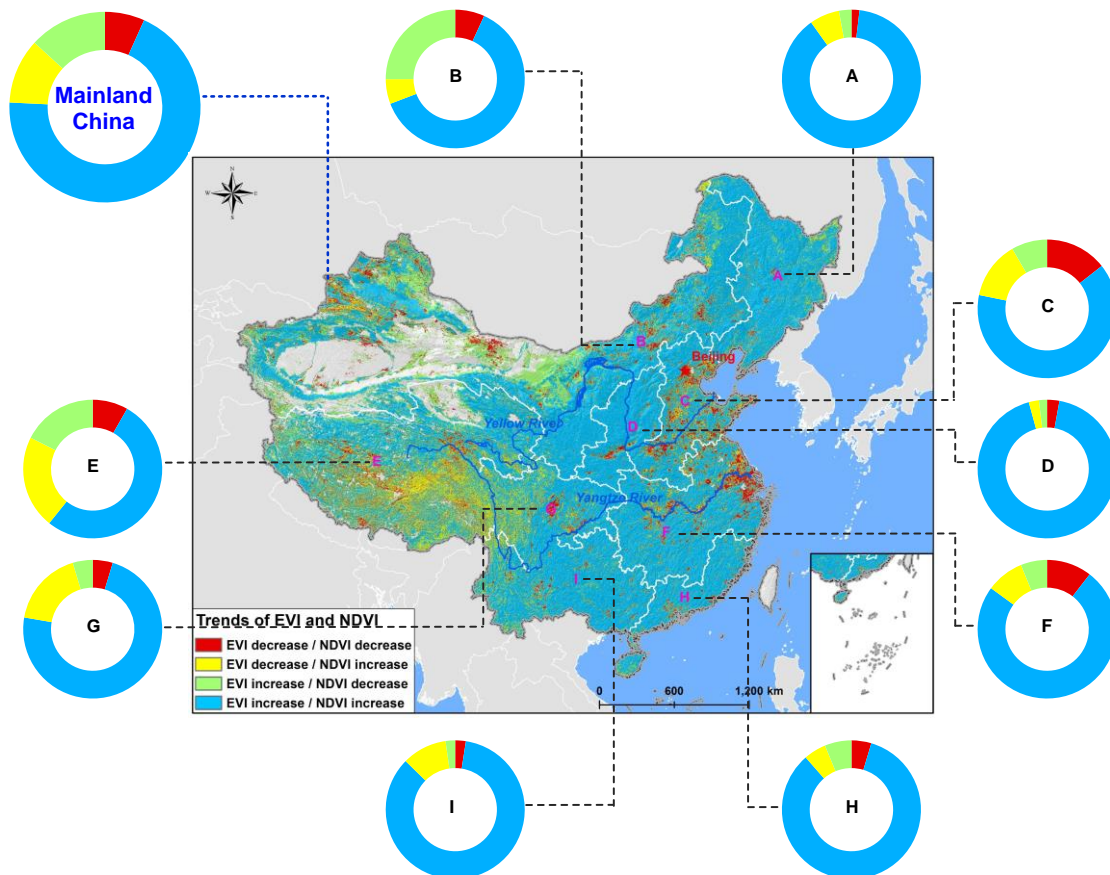 B
A
Mainland
China
N
W
E
S
A
C
B
Beijing
C
D
Yellow River
E
E
D
Yangtze River
G
F
I
H
G
F
Trends of EVI and NDVI
EVI decrease / NDVI decrease
EVI decrease / NDVI increase
EVI increase / NDVI decrease
EVI increase / NDVI increase
0 600 1,200 km
I
H